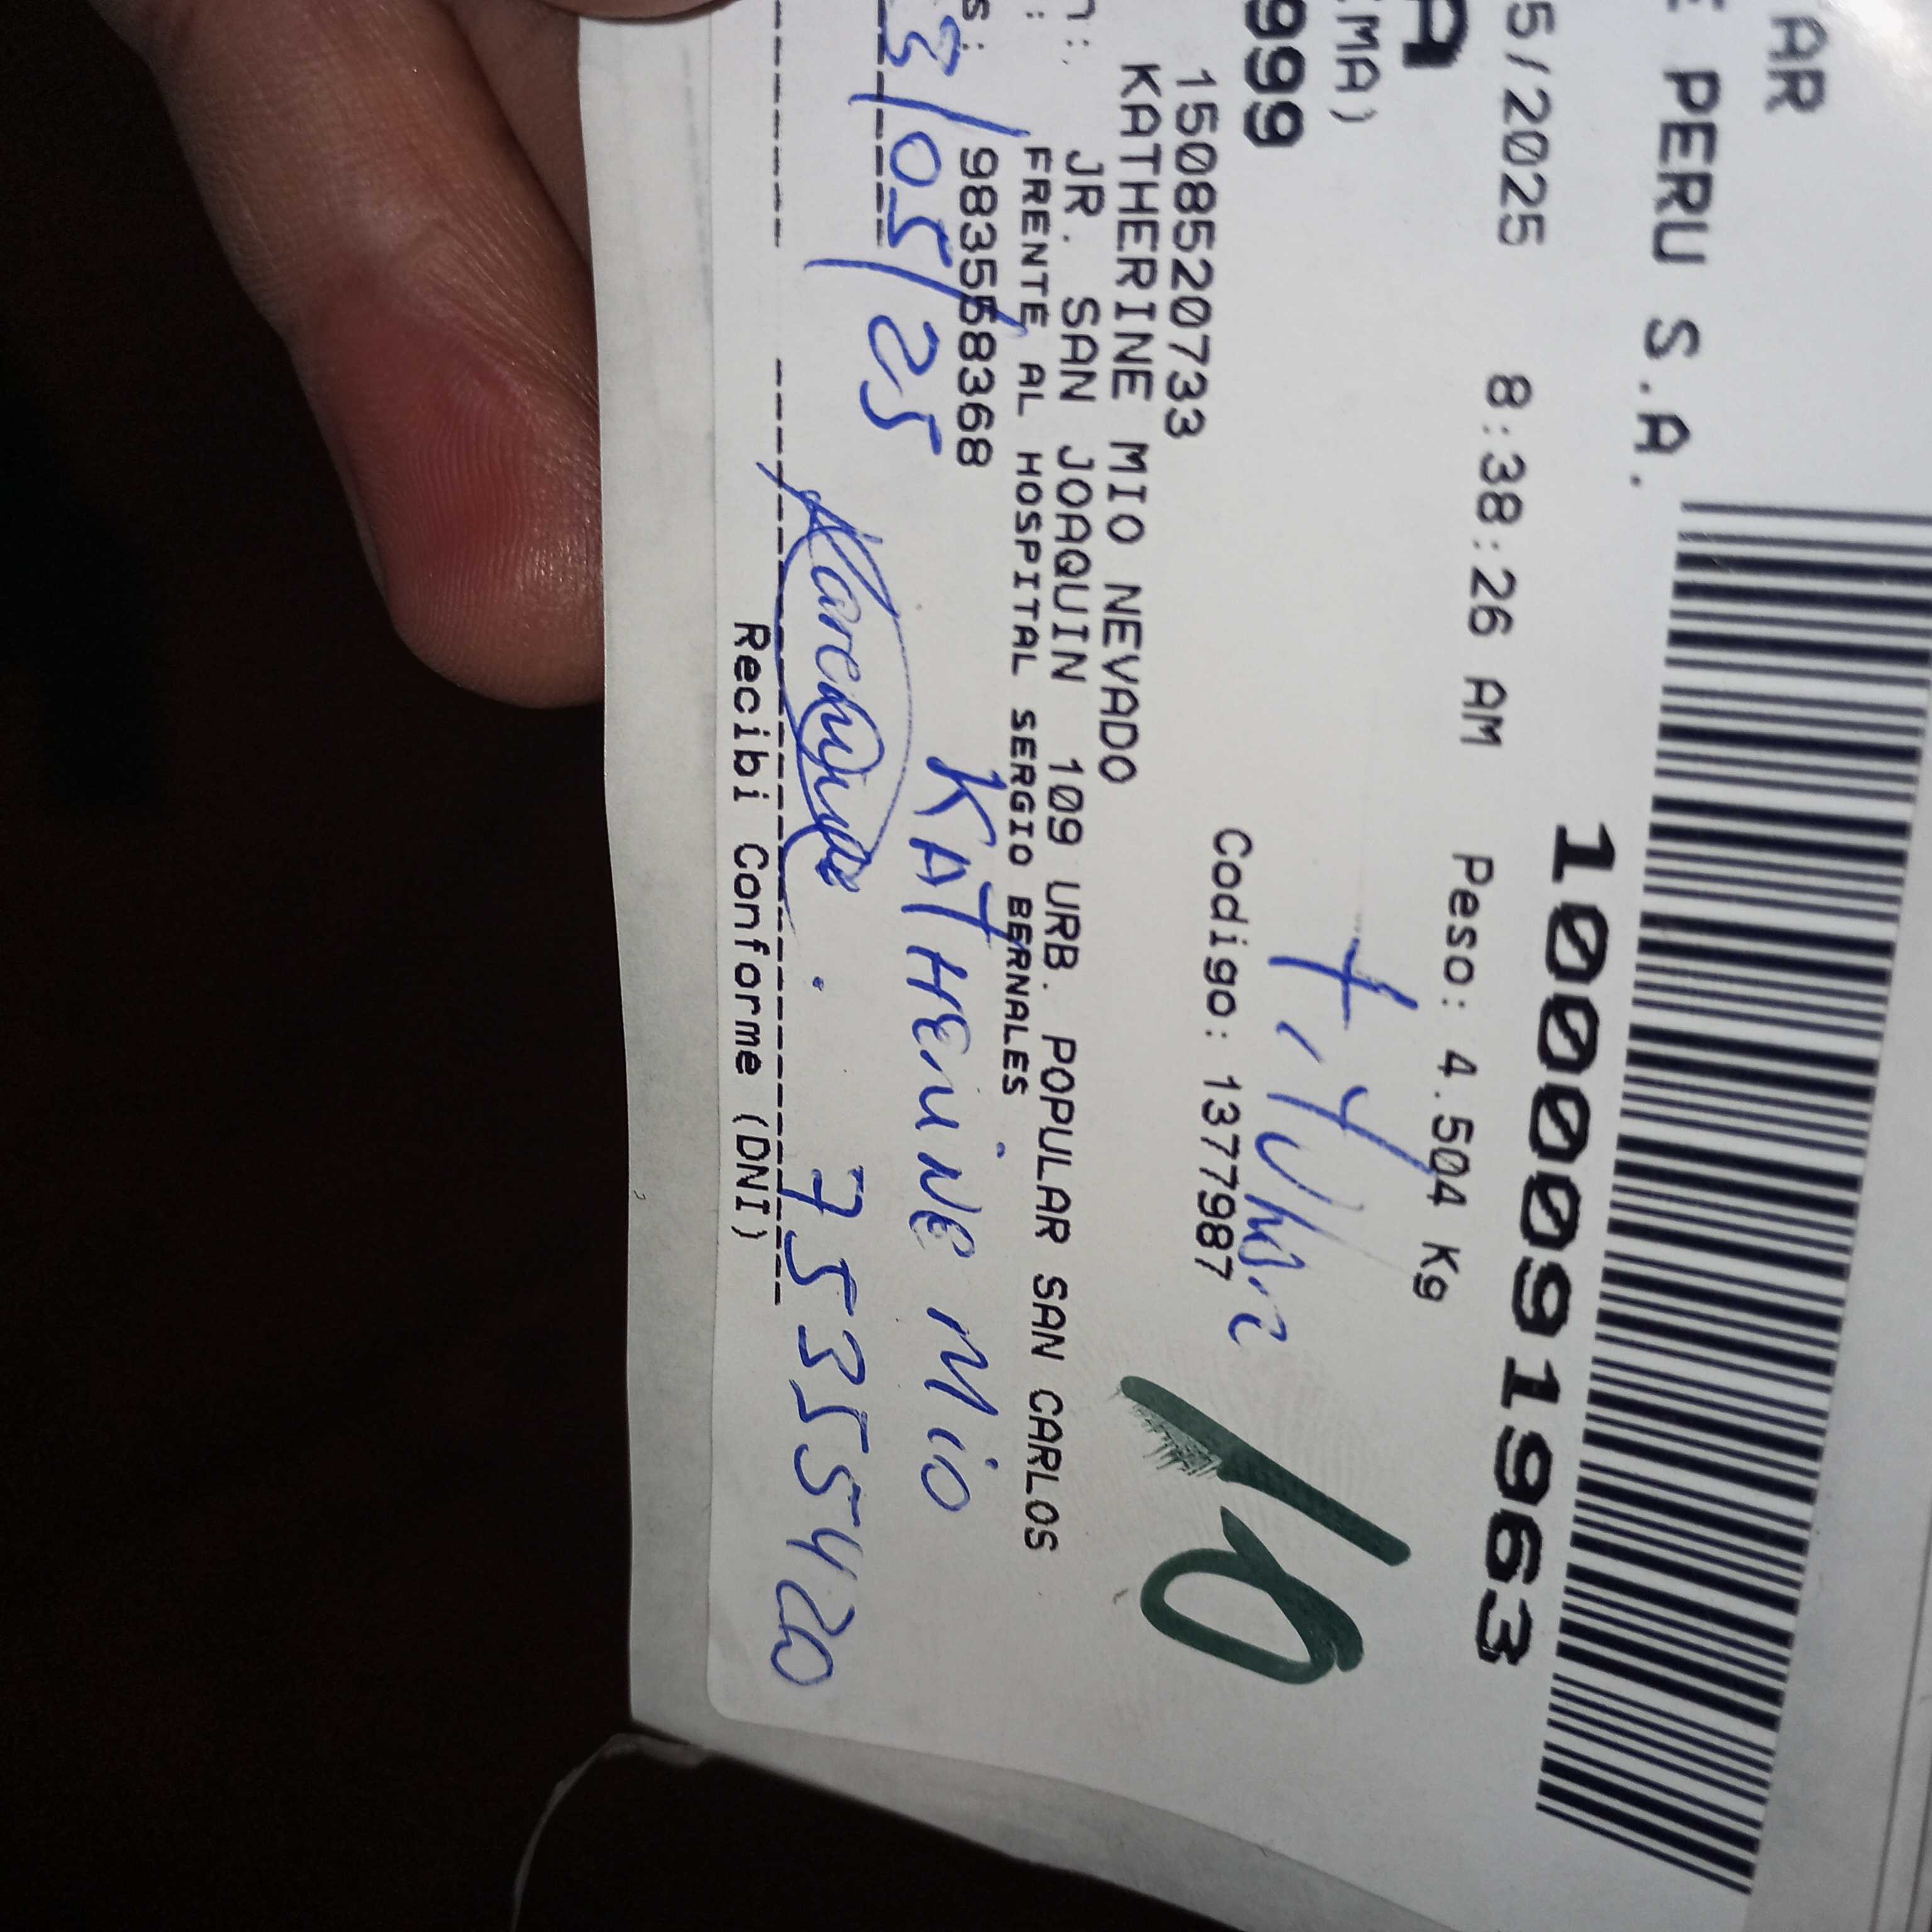 AR
E PERU S.A.
10000091963
5/2025 8:38:26 AM Peso: 4.504 Kg
A
MA)
999
1508520733 Codigo: 1377987
KATHERINE MIO NEVADO
JR. SAN JOAQUIN 109 URB. POPULAR SAN CARLOS
FRENTE AL HOSPITAL SERGIO BERNALES
s: 983558368
KATHERINE MIO
3/05/25
75355420
Recibi Conforme (DNI)